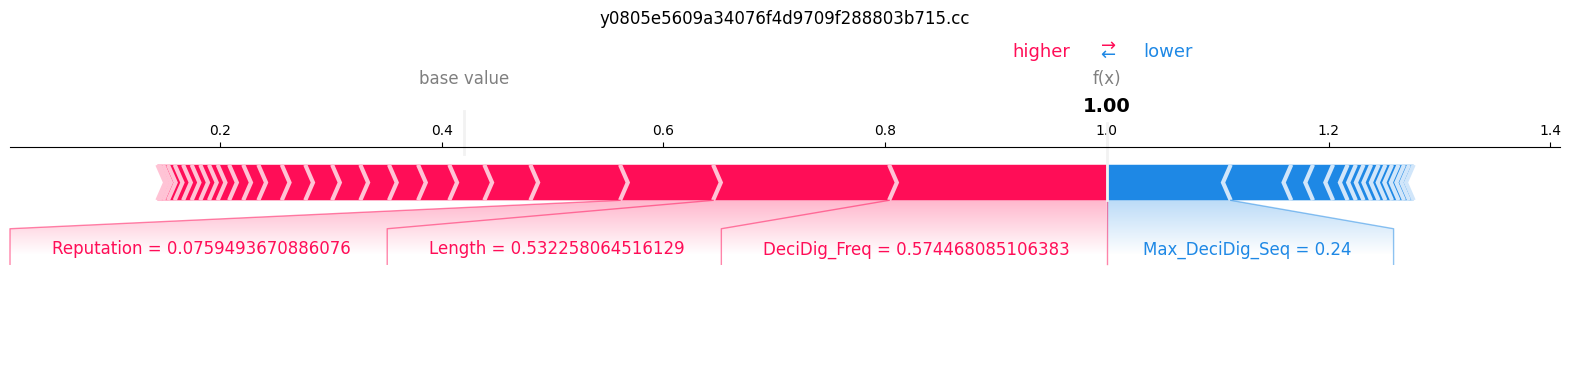 y0805e5609a34076f4d9709f288803b715.cc
higher ⇄ lower
base value f(x)
1.00
0.2 0.4 0.6 0.8 1.0 1.2 1.4
Reputation = 0.0759493670886076 Length = 0.532258064516129 DeciDig_Freq = 0.574468085106383 Max_DeciDig_Seq = 0.24